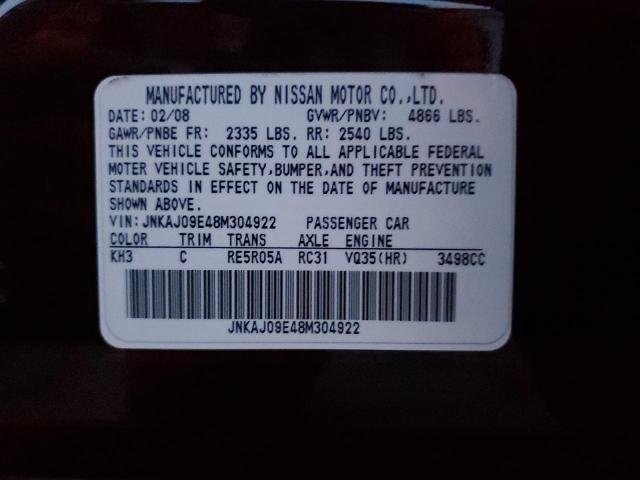 MANUFACTURED BY NISSAN MOTOR CO.,LTD.
DATE: 02/08 GVWR/PNBV: 4866 LBS.
GAWR/PNBE FR: 2335 LBS. RR: 2540 LBS.
THIS VEHICLE CONFORMS TO ALL APPLICABLE FEDERAL
MOTER VEHICLE SAFETY,BUMPER,AND THEFT PREVENTION
STANDARDS IN EFFECT ON THE DATE OF MANUFACTURE
SHOWN ABOVE.
VIN:JNKAJ09E48M304922 PASSENGER CAR
COLOR TRIM TRANS AXLE ENGINE
KH3 C RE5R05A RC31 VQ35(HR) 3498CC
JNKAJ09E48M304922